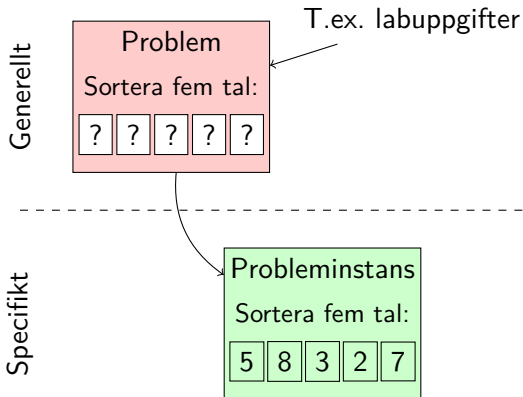 T.ex. labuppgifter
Generellt
Problem
Sortera fem tal:
? ? ? ? ?
Specifikt
Probleminstans
Sortera fem tal:
5 8 3 2 7